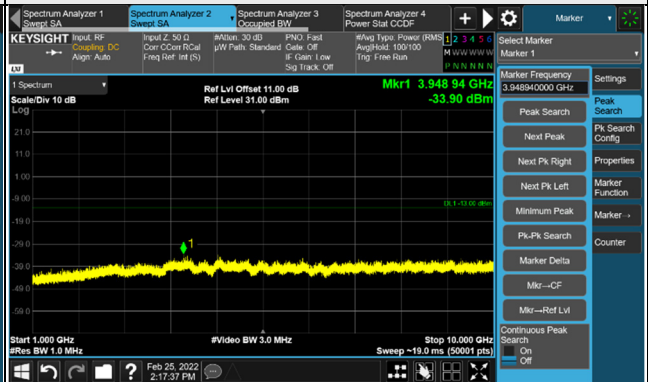 Spectrum Analyzer 1
Swept SA
Spectrum Analyzer 2
Swept SA
Spectrum Analyzer 3
Occupied BW
Spectrum Analyzer 4
Power Stat CCDF
Marker
KEYSIGHT
Input: RF
Coupling: DC
Align: Auto
Input Z: 50 Ω
Corr CCorr RCal
Freq Ref: Int (S)
#Atten: 30 dB
µW Path: Standard
PNO: Fast
Gate: Off
IF Gain: Low
Sig Track: Off
#Avg Type: Power (RMS
Avg|Hold: 100/100
Trig: Free Run
1 2 3 4 5 6
M W W W W W
P N N N N N
LXI
Select Marker
Marker 1
1 Spectrum
Scale/Div 10 dB
Log
Ref Lvl Offset 11.00 dB
Ref Level 31.00 dBm
Mkr1 3.948 94 GHz
-33.90 dBm
21.0
11.0
1.00
-9.00
-19.0
-29.0
-39.0
-49.0
-59.0
DL1 -13.00 dBm
1
Start 1.000 GHz
#Res BW 1.0 MHz
#Video BW 3.0 MHz
Stop 10.000 GHz
Sweep ~19.0 ms (50001 pts)
Marker Frequency
3.948940000 GHz
Peak Search
Next Peak
Next Pk Right
Next Pk Left
Minimum Peak
Pk-Pk Search
Marker Delta
Mkr→CF
Mkr→Ref Lvl
Continuous Peak
Search
On
Off
Settings
Peak
Search
Pk Search
Config
Properties
Marker
Function
Marker→
Counter
?
Feb 25, 2022
2:17:37 PM